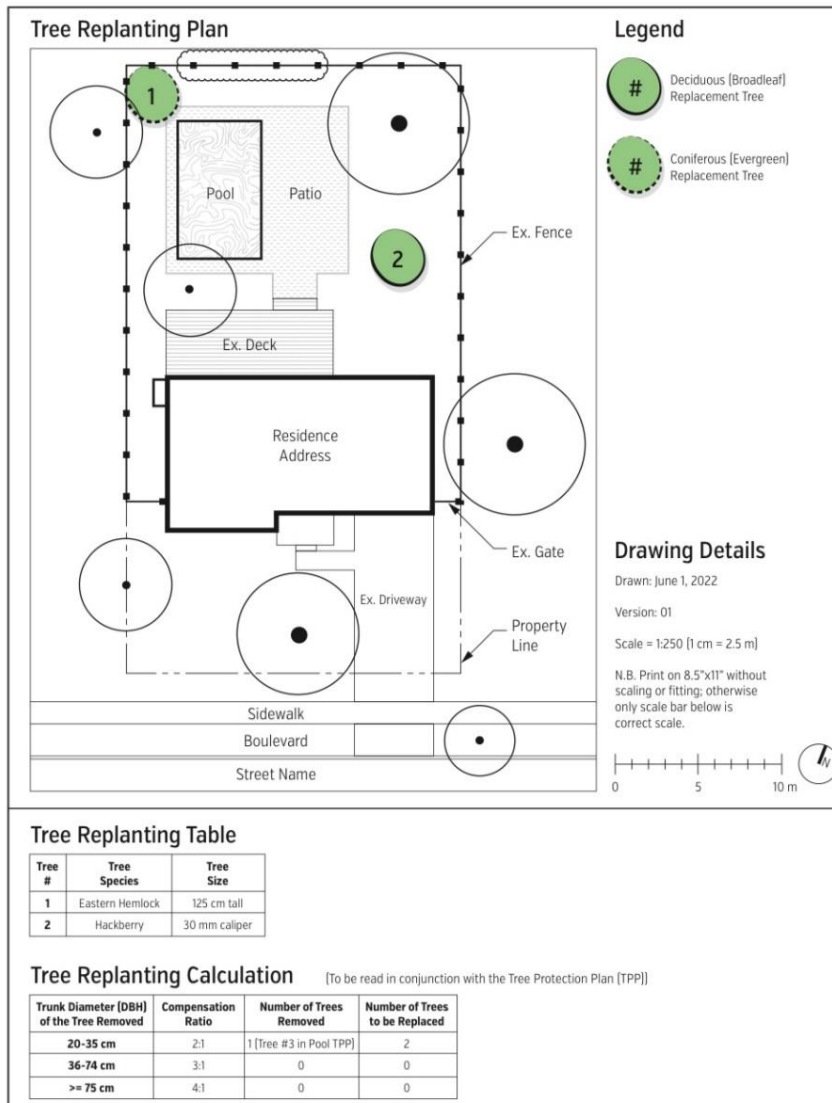 Tree Replanting Plan
1
Pool
Patio
Ex. Fence
2
Ex. Deck
Residence
Address
Ex. Gate
Ex. Driveway
Property
Line
Sidewalk
Boulevard
Street Name
Legend
#
Deciduous (Broadleaf)
Replacement Tree
#
Coniferous (Evergreen)
Replacement Tree
Drawing Details
Drawn: June 1, 2022
Version: 01
Scale = 1:250 (1 cm = 2.5 m)
N.B. Print on 8.5"x11" without
scaling or fitting; otherwise
only scale bar below is
correct scale.
0 5 10 m
N
Tree Replanting Table
Tree # Tree Species Tree Size
1 Eastern Hemlock 125 cm tall
2 Hackberry 30 mm caliper
Tree Replanting Calculation (To be read in conjunction with the Tree Protection Plan (TPP))
Trunk Diameter (DBH) of the Tree Removed Compensation Ratio Number of Trees Removed Number of Trees to be Replaced
20-35 cm 2:1 1 (Tree #3 in Pool TPP) 2
36-74 cm 3:1 0 0
>= 75 cm 4:1 0 0